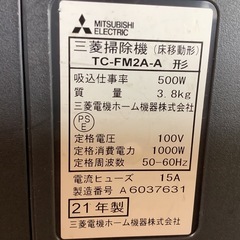 MITSUBISHI
ELECTRIC
三菱掃除機(床移動形)
TC-FM2A-A 形
吸込仕事率 500W
質量 3.8kg
三菱電機ホーム機器株式会社
PS
E
定格電圧 100V
定格消費電力 1000W
定格周波数 50-60Hz
電流ヒューズ 15A
製造番号 A6037631
21年製
三菱電機ホーム機器株式会社